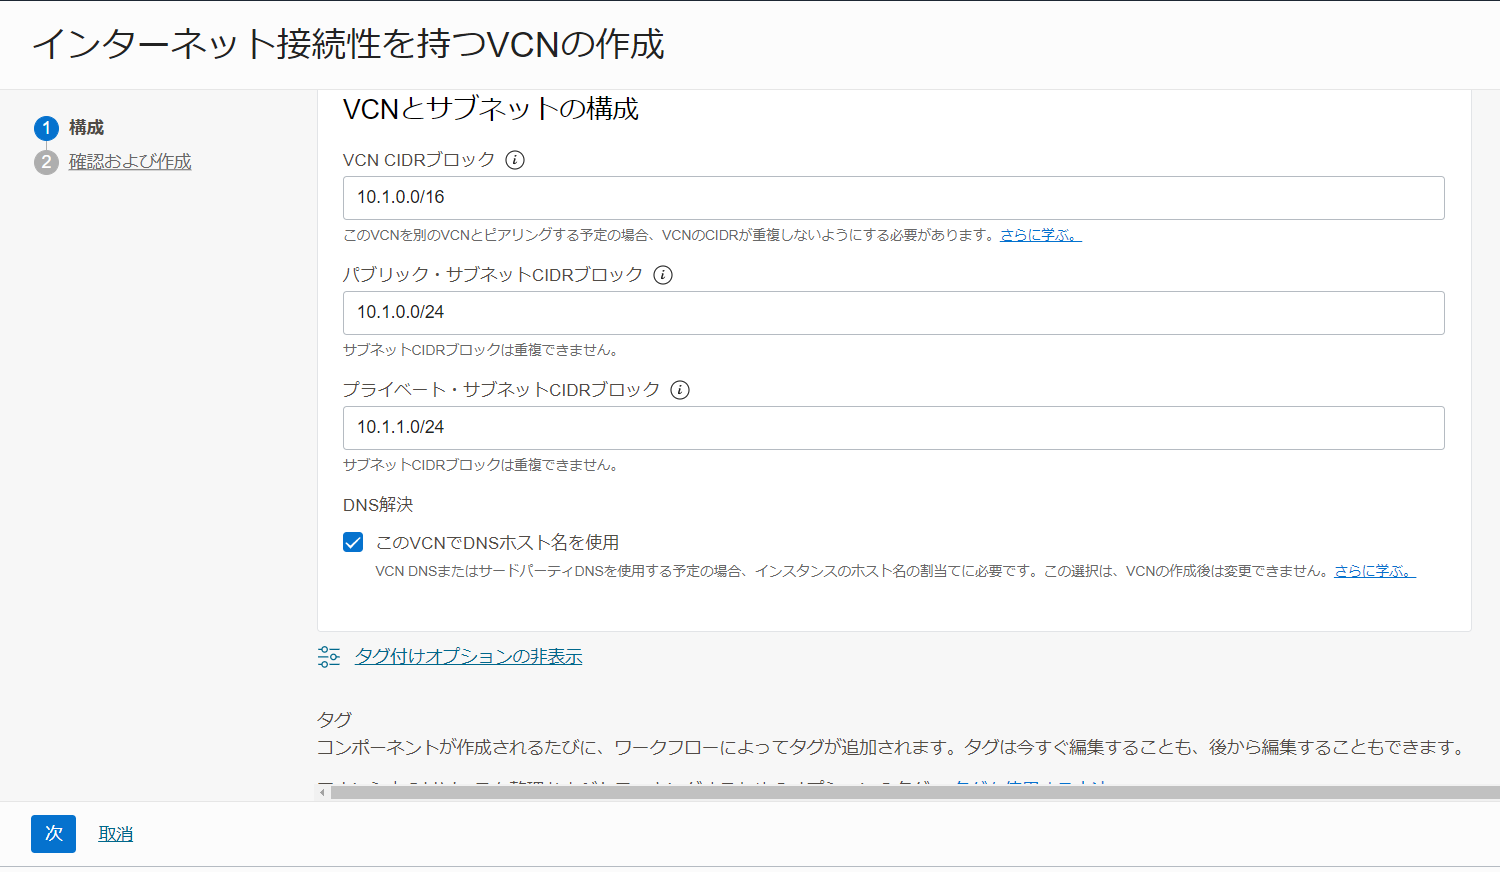 インターネット接続性を持つVCNの作成
1 構成
2 確認および作成
VCNとサブネットの構成
VCN CIDRブロック
10.1.0.0/16
このVCNを別のVCNとピアリングする予定の場合、VCNのCIDRが重複しないようにする必要があります。さらに学ぶ。
パブリック・サブネットCIDRブロック
10.1.0.0/24
サブネットCIDRブロックは重複できません。
プライベート・サブネットCIDRブロック
10.1.1.0/24
サブネットCIDRブロックは重複できません。
DNS解決
このVCNでDNSホスト名を使用
VCN DNSまたはサードパーティDNSを使用する予定の場合、インスタンスのホスト名の割当てに必要です。この選択は、VCNの作成後は変更できません。さらに学ぶ。
タグ付けオプションの非表示
タグ
コンポーネントが作成されるたびに、ワークフローによってタグが追加されます。タグは今すぐ編集することも、後から編集することもできます。
次 取消